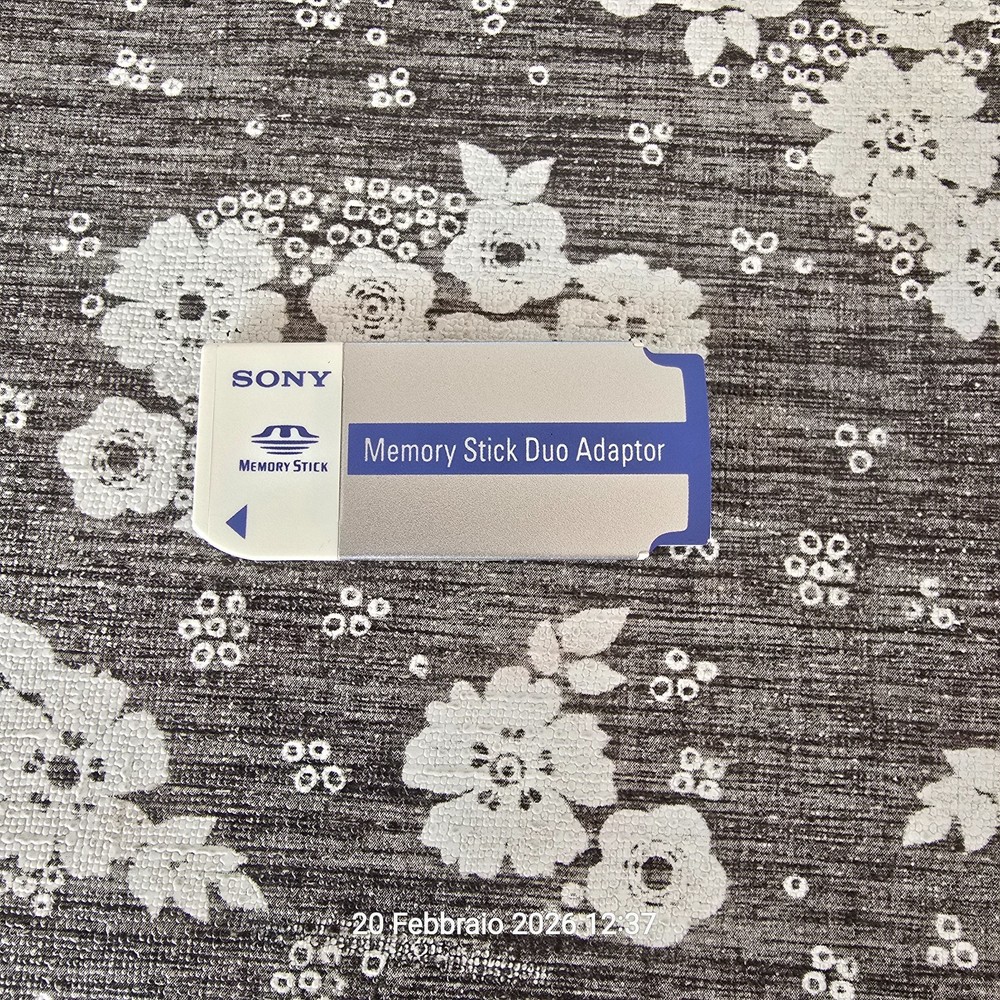 SONY
MEMORY STICK
Memory Stick Duo Adaptor
20 Febbraio 2026 12:37